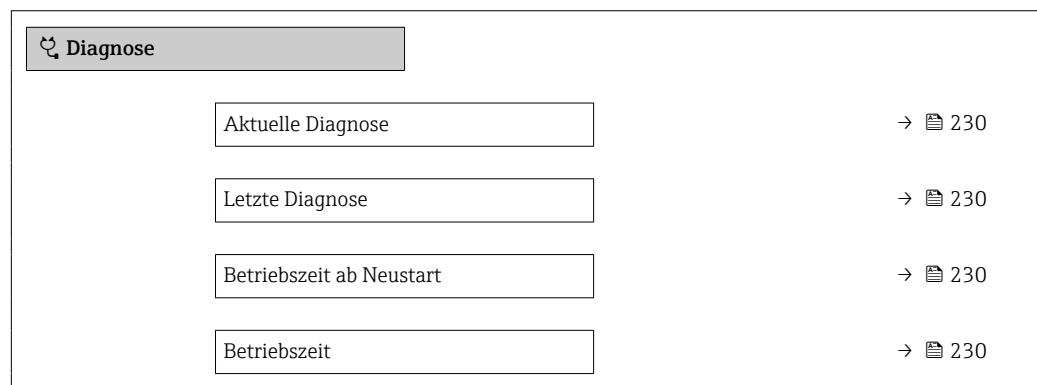 Diagnose
Aktuelle Diagnose → 230
Letzte Diagnose → 230
Betriebszeit ab Neustart → 230
Betriebszeit → 230